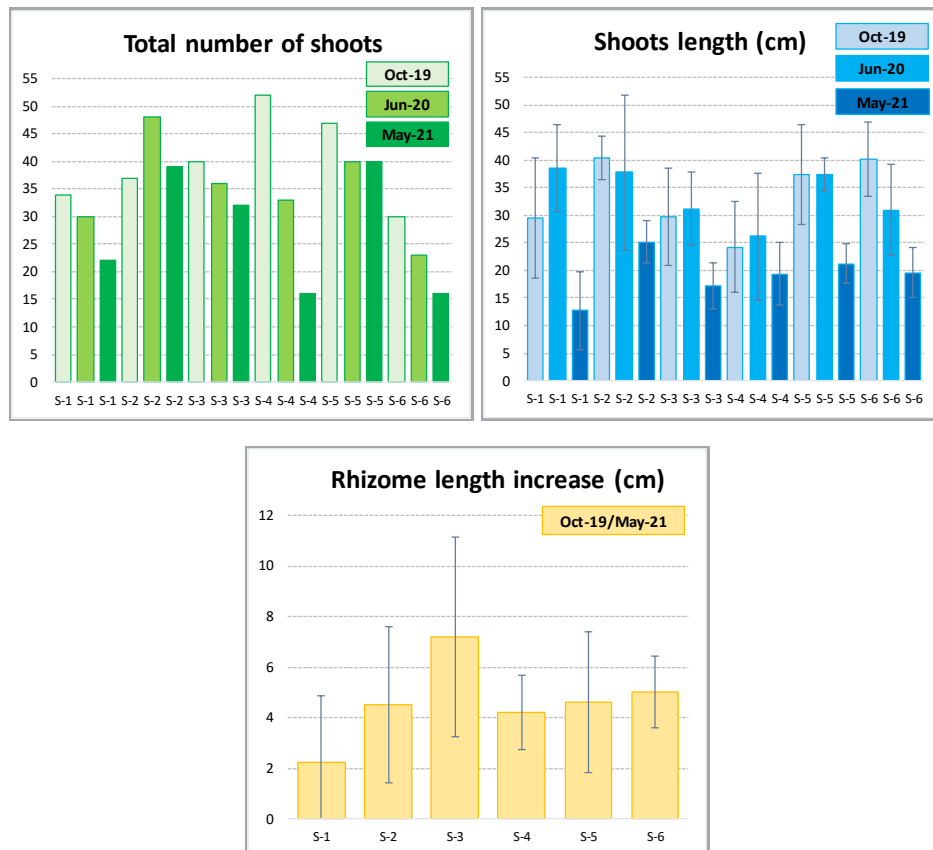 Total number of shoots
Oct-19
Jun-20
May-21
55
50
45
40
35
30
25
20
15
10
5
0
S-1 S-1 S-1 S-2 S-2 S-2 S-3 S-3 S-3 S-4 S-4 S-4 S-5 S-5 S-5 S-6 S-6 S-6
Shoots length (cm)
Oct-19
Jun-20
May-21
55
50
45
40
35
30
25
20
15
10
5
0
S-1 S-1 S-1 S-2 S-2 S-2 S-3 S-3 S-3 S-4 S-4 S-4 S-5 S-5 S-5 S-6 S-6 S-6
Rhizome length increase (cm)
Oct-19/May-21
12
10
8
6
4
2
0
S-1 S-2 S-3 S-4 S-5 S-6